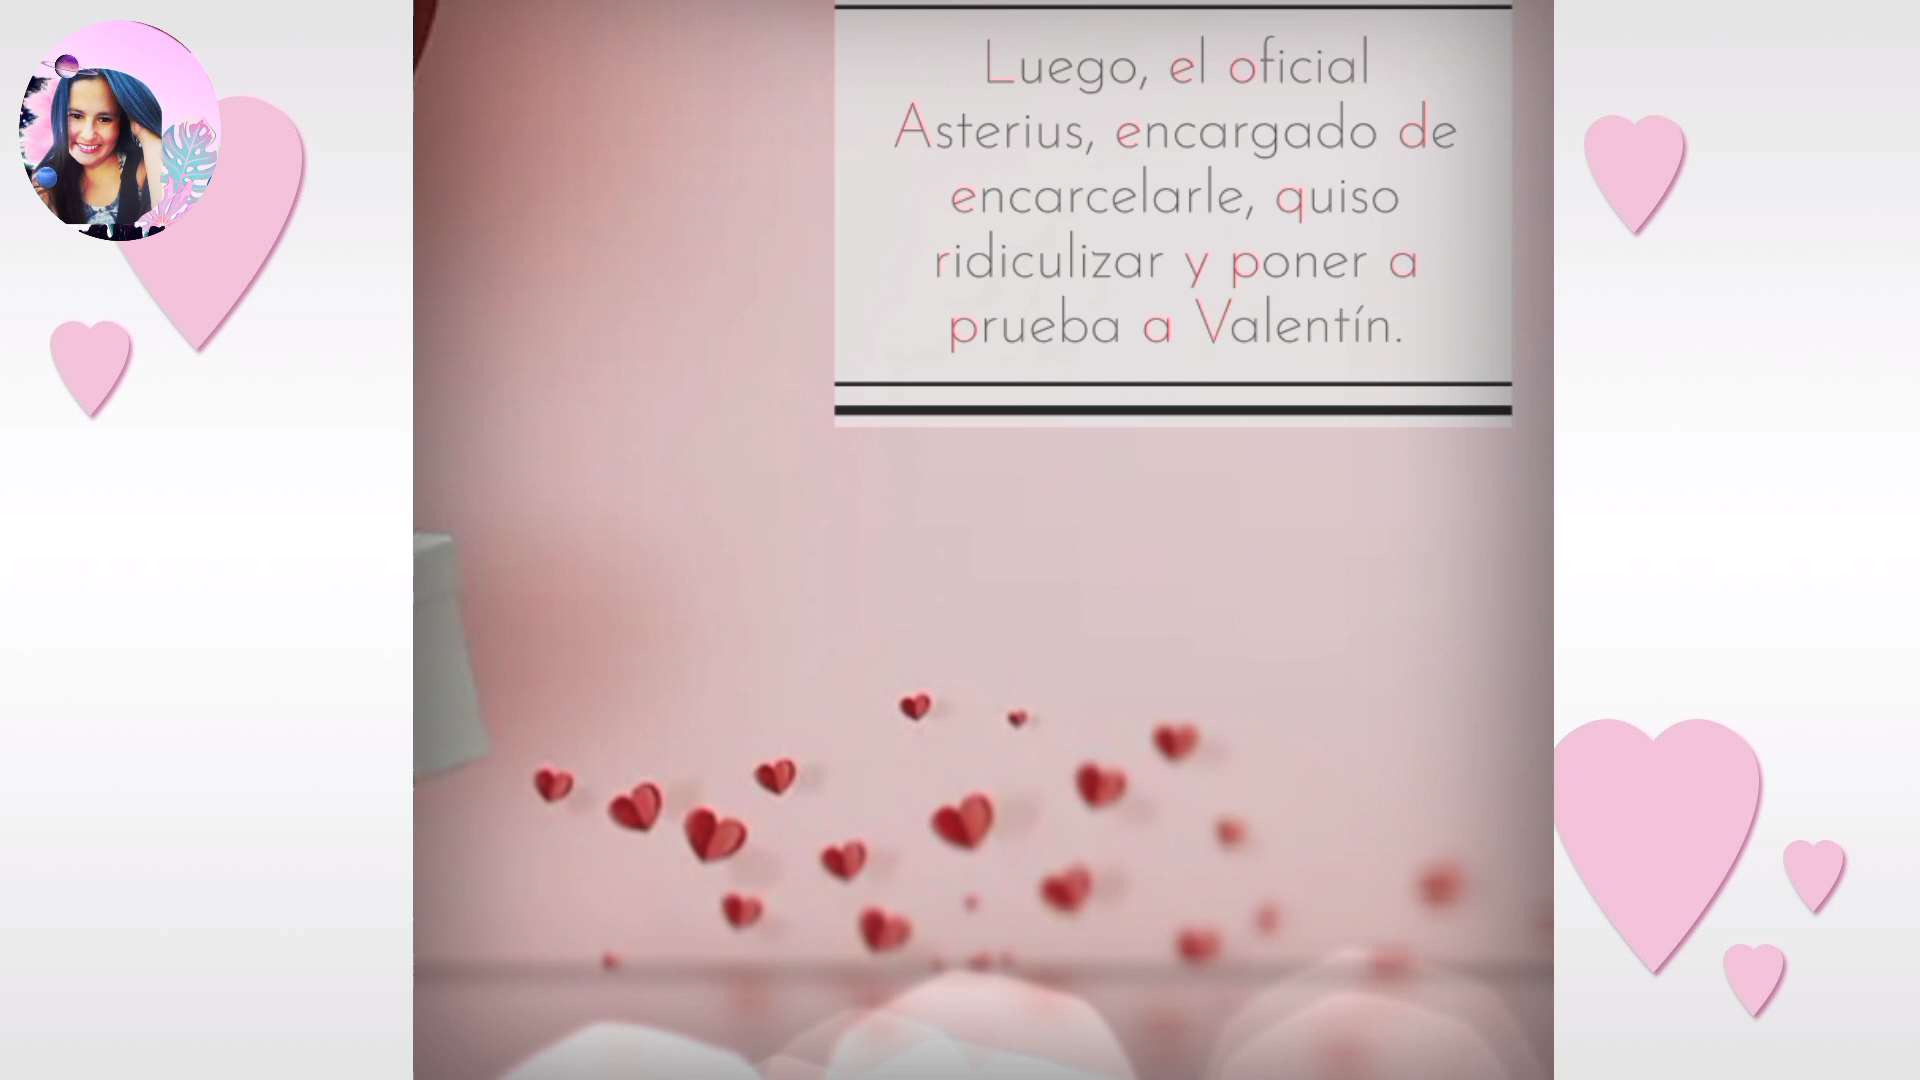 Luego, el oficial
Asterius, encargado de
encarcelarle, quiso
ridiculizar y poner a
prueba a Valentín.